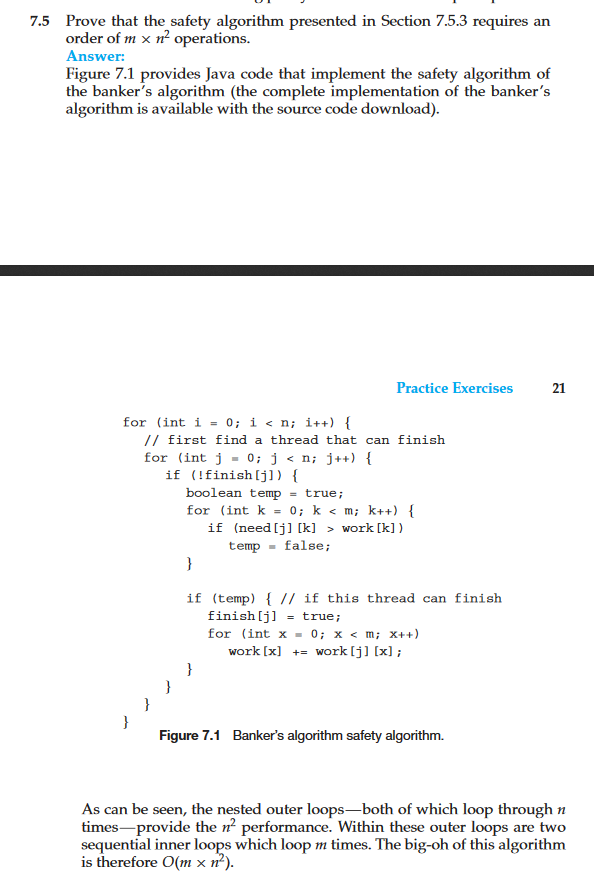 7.5 Prove that the safety algorithm presented in Section 7.5.3 requires an
order of m × n² operations.
Answer:
Figure 7.1 provides Java code that implement the safety algorithm of
the banker's algorithm (the complete implementation of the banker's
algorithm is available with the source code download).
Practice Exercises 21
for (int i = 0; i < n; i++) {
// first find a thread that can finish
for (int j = 0; j < n; j++) {
if (!finish[j]) {
boolean temp = true;
for (int k = 0; k < m; k++) {
if (need[j][k] > work[k])
temp = false;
}
if (temp) { // if this thread can finish
finish[j] = true;
for (int x = 0; x < m; x++)
work[x] += work[j][x];
}
}
}
}
Figure 7.1 Banker's algorithm safety algorithm.
As can be seen, the nested outer loops—both of which loop through n
times—provide the n² performance. Within these outer loops are two
sequential inner loops which loop m times. The big-oh of this algorithm
is therefore O(m × n²).